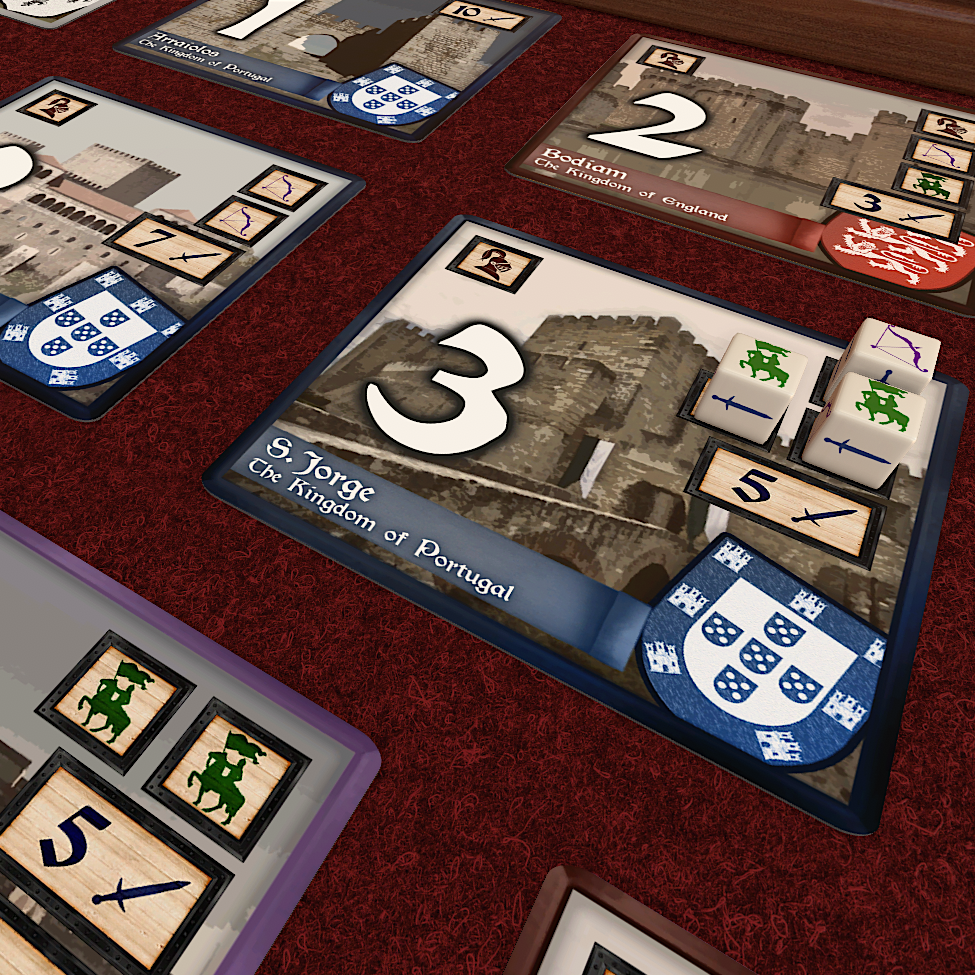 1
10
Arraiolos
The Kingdom of Portugal
2
Bodiam
The Kingdom of England
3
7
3
S. Jorge
The Kingdom of Portugal
5
5